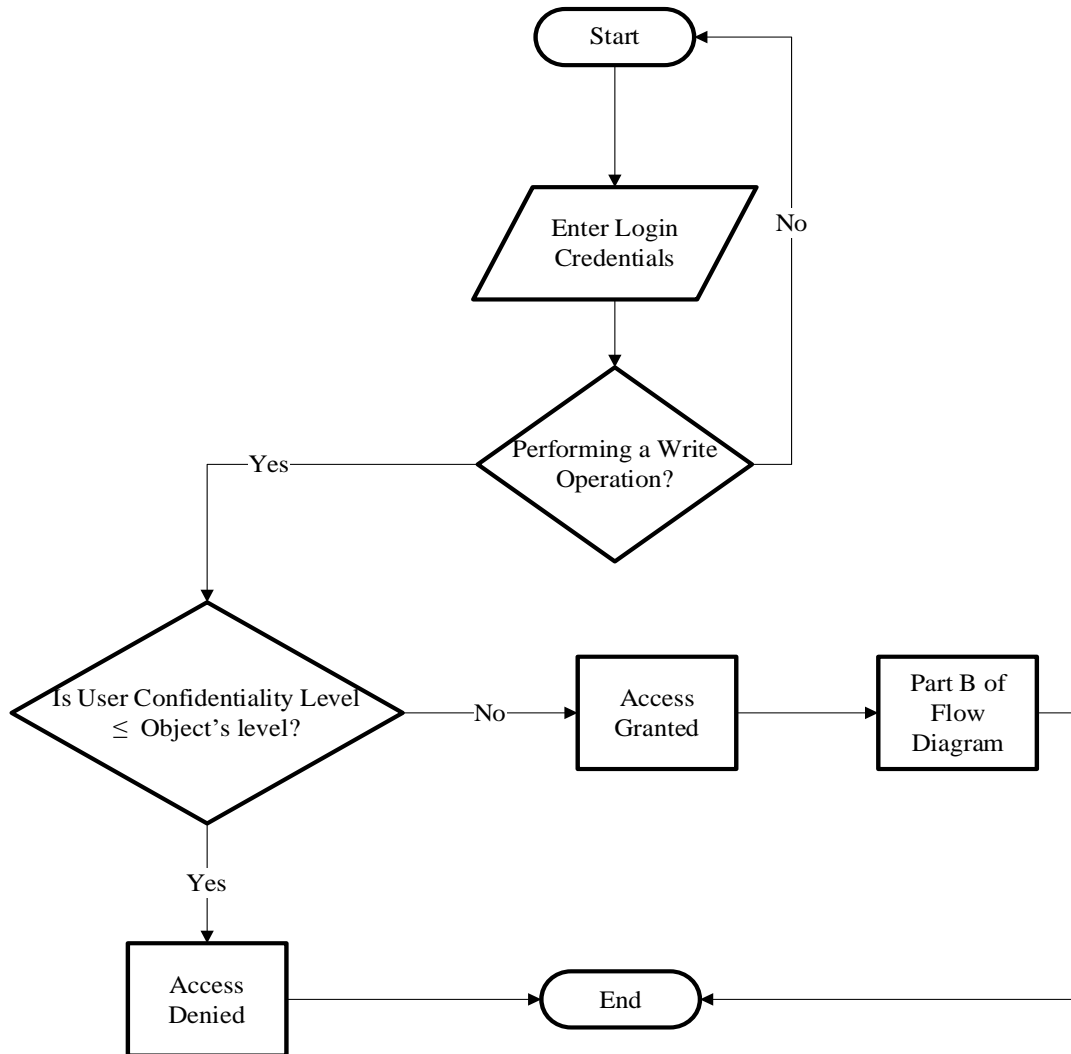 Start
Enter Login
Credentials
No
Performing a Write
Operation?
Yes
Is User Confidentiality Level
≤ Object’s level?
No
Access
Granted
Part B of
Flow
Diagram
Yes
Access
Denied
End